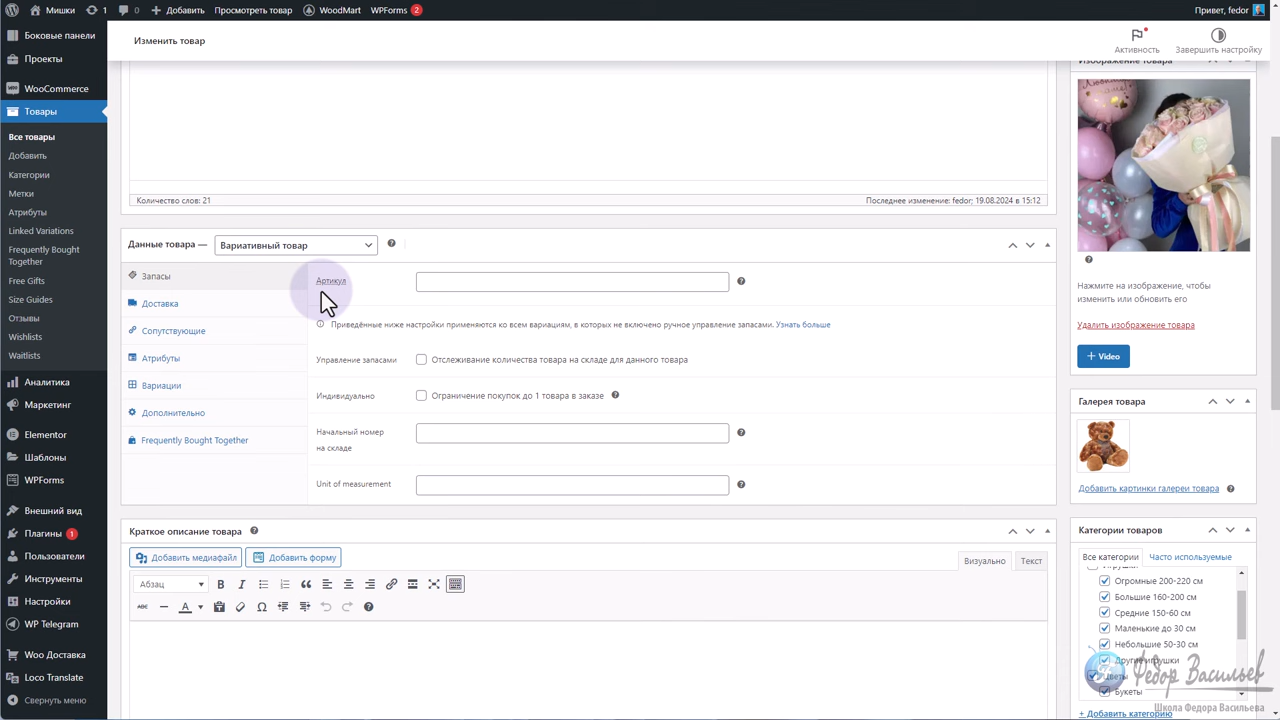 Мишки
1
0
Добавить
Просмотреть товар
WoodMart
WPForms
2
Привет, fedor
Изменить товар
Активность
Завершить настройку
Боковые панели
Проекты
WooCommerce
Товары
Все товары
Добавить
Категории
Метки
Атрибуты
Linked Variations
Frequently Bought
Together
Free Gifts
Size Guides
Отзывы
Wishlists
Waitlists
Аналитика
Маркетинг
Elementor
Шаблоны
WPForms
Внешний вид
Плагины 1
Пользователи
Инструменты
Настройки
WP Telegram
Woo Доставка
Loco Translate
Свернуть меню
Количество слов: 21
Последнее изменение: fedor; 19.08.2024 в 15:12
Данные товара —
Вариативный товар
Запасы
Доставка
Сопутствующие
Атрибуты
Вариации
Дополнительно
Frequently Bought Together
Артикул
Приведённые ниже настройки применяются ко всем вариациям, в которых не включено ручное управление запасами. Узнать больше
Управление запасами
Отслеживание количества товара на складе для данного товара
Индивидуально
Ограничение покупок до 1 товара в заказе
Начальный номер
на складе
Unit of measurement
Краткое описание товара
Добавить медиафайл
Добавить форму
Визуально
Текст
Абзац
Изображение товара
Нажмите на изображение, чтобы
изменить или обновить его
Удалить изображение товара
+ Video
Галерея товара
Добавить картинки галереи товара
Категории товаров
Все категории
Часто используемые
Игрушки
Огромные 200-220 см
Большие 160-200 см
Средние 150-60 см
Маленькие до 30 см
Небольшие 50-30 см
Другие игрушки
Цветы
Букеты
+ Добавить категорию
Федор Васильев
Школа Федора Васильева